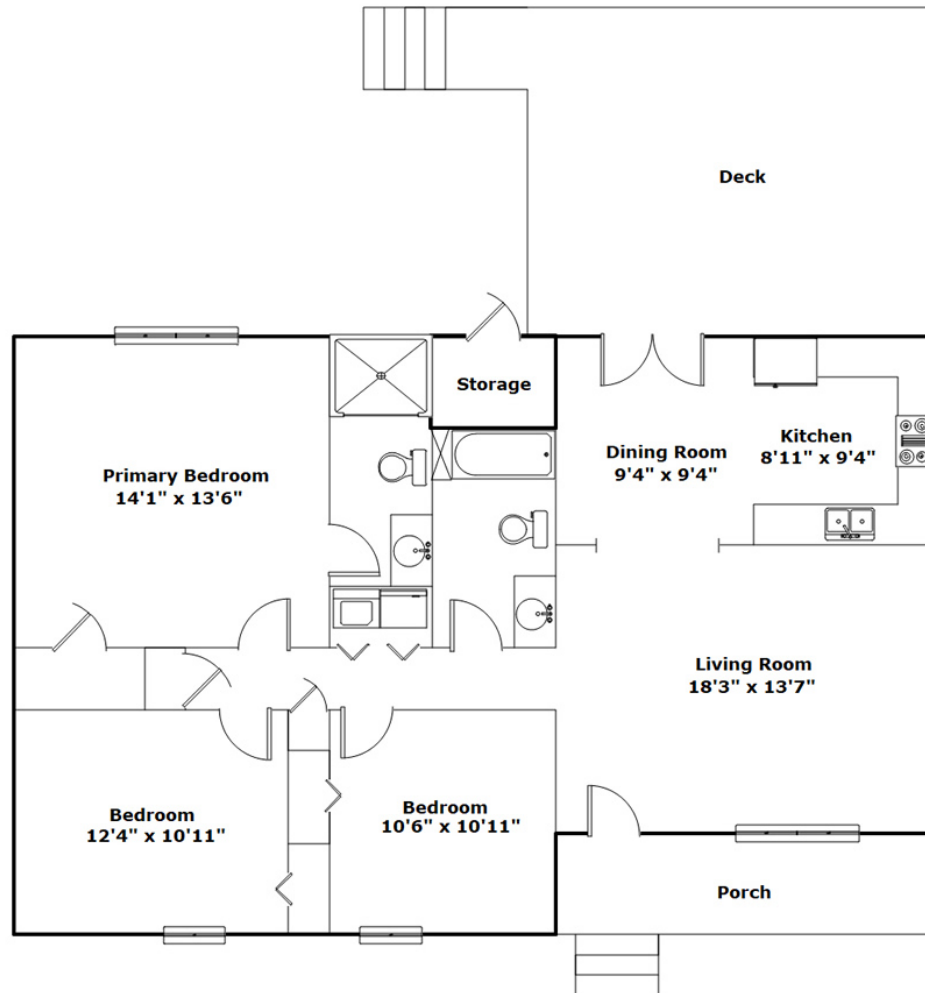 Deck
Storage
Primary Bedroom
14'1" x 13'6"
Dining Room
9'4" x 9'4"
Kitchen
8'11" x 9'4"
Living Room
18'3" x 13'7"
Bedroom
12'4" x 10'11"
Bedroom
10'6" x 10'11"
Porch